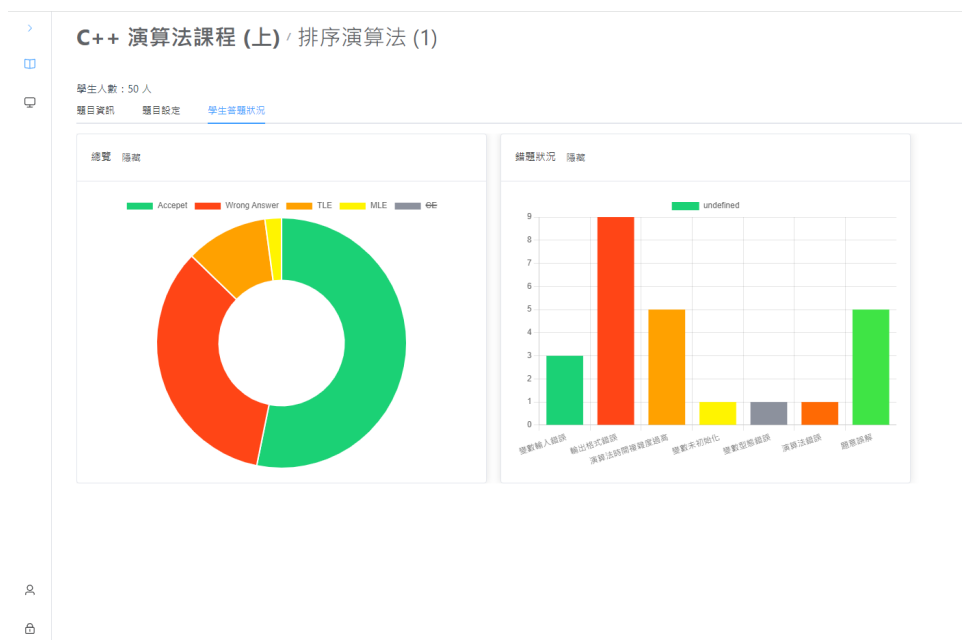 C++ 演算法課程 (上) / 排序演算法 (1)
學生人數：50 人
題目資訊 題目設定 學生答題狀況
總覽 隱藏
Accepet Wrong Answer TLE MLE CE
錯題狀況 隱藏
undefined
9
8
7
6
5
4
3
2
1
0
變數輸入錯誤 輸出格式錯誤 演算法時間複雜度過高 變數未初始化 變數型態錯誤 演算法錯誤 題意誤解